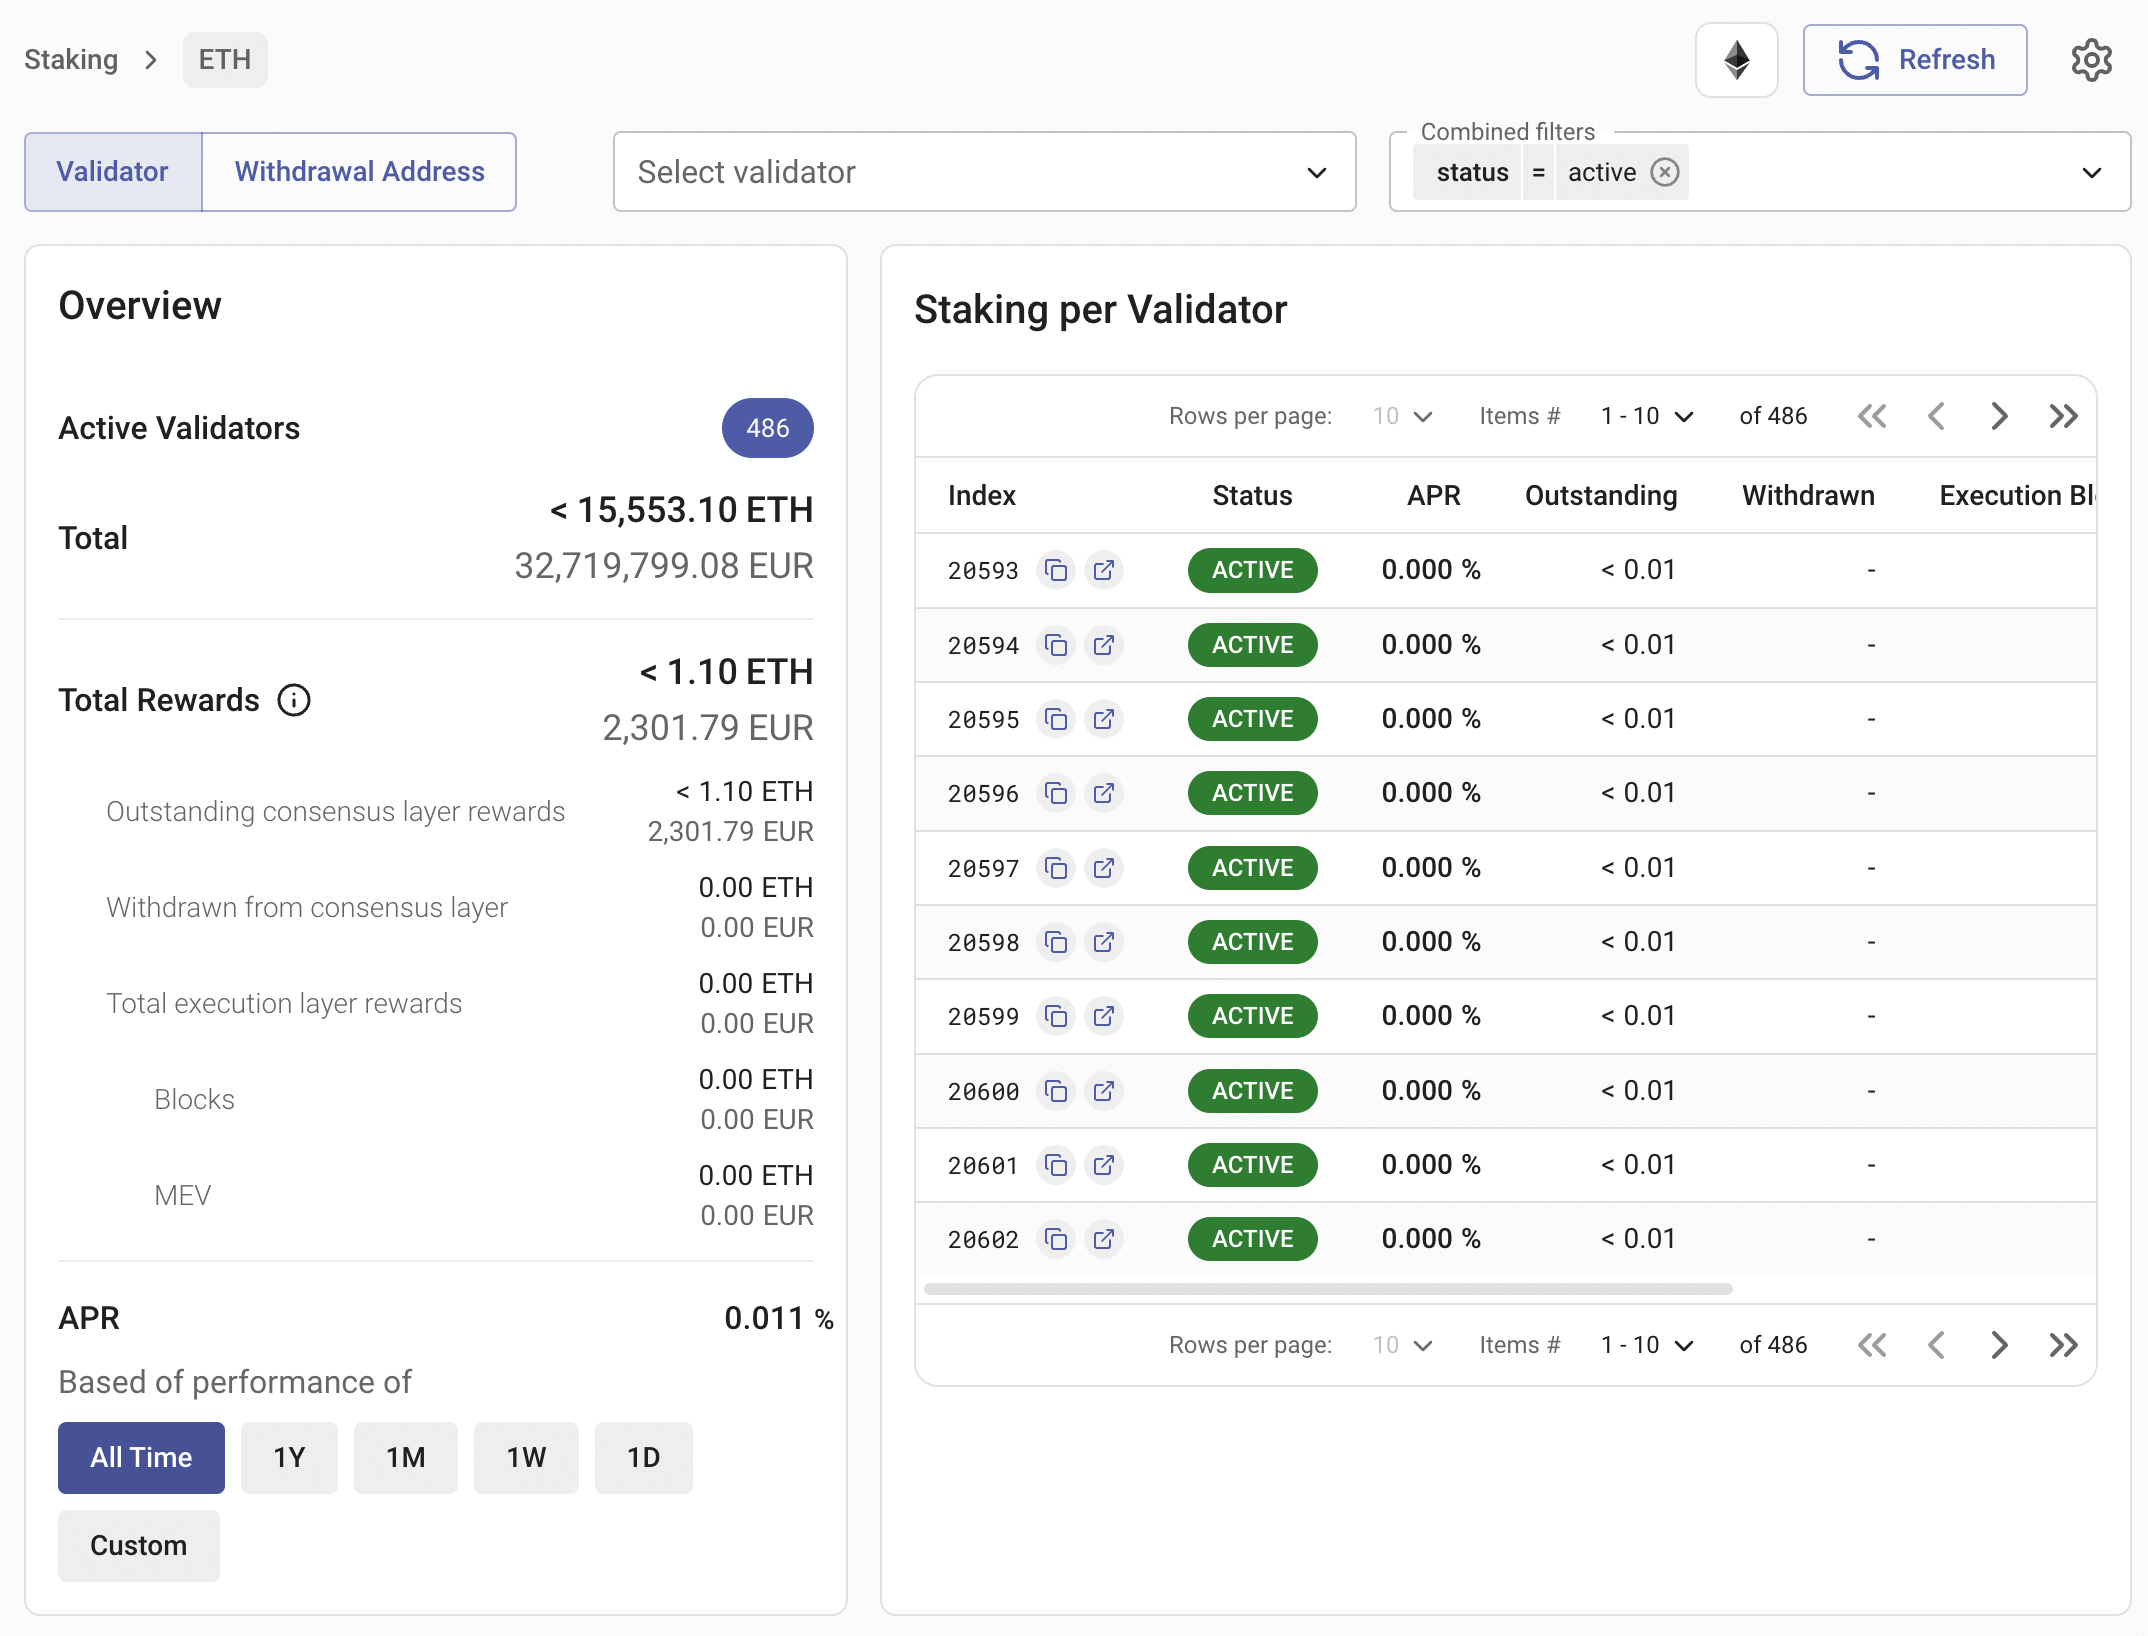 Staking > ETH
Refresh
Validator
Withdrawal Address
Select validator
Combined filters
status = active
Overview
Active Validators 486
Total
< 15,553.10 ETH
32,719,799.08 EUR
Total Rewards
< 1.10 ETH
2,301.79 EUR
Outstanding consensus layer rewards
< 1.10 ETH
2,301.79 EUR
Withdrawn from consensus layer
0.00 ETH
0.00 EUR
Total execution layer rewards
0.00 ETH
0.00 EUR
Blocks
0.00 ETH
0.00 EUR
MEV
0.00 ETH
0.00 EUR
APR 0.011 %
Based of performance of
All Time 1Y 1M 1W 1D
Custom
Staking per Validator
Rows per page: 10 Items # 1 - 10 of 486
Index Status APR Outstanding Withdrawn Execution Bl
20593 ACTIVE 0.000 % < 0.01 -
20594 ACTIVE 0.000 % < 0.01 -
20595 ACTIVE 0.000 % < 0.01 -
20596 ACTIVE 0.000 % < 0.01 -
20597 ACTIVE 0.000 % < 0.01 -
20598 ACTIVE 0.000 % < 0.01 -
20599 ACTIVE 0.000 % < 0.01 -
20600 ACTIVE 0.000 % < 0.01 -
20601 ACTIVE 0.000 % < 0.01 -
20602 ACTIVE 0.000 % < 0.01 -
Rows per page: 10 Items # 1 - 10 of 486